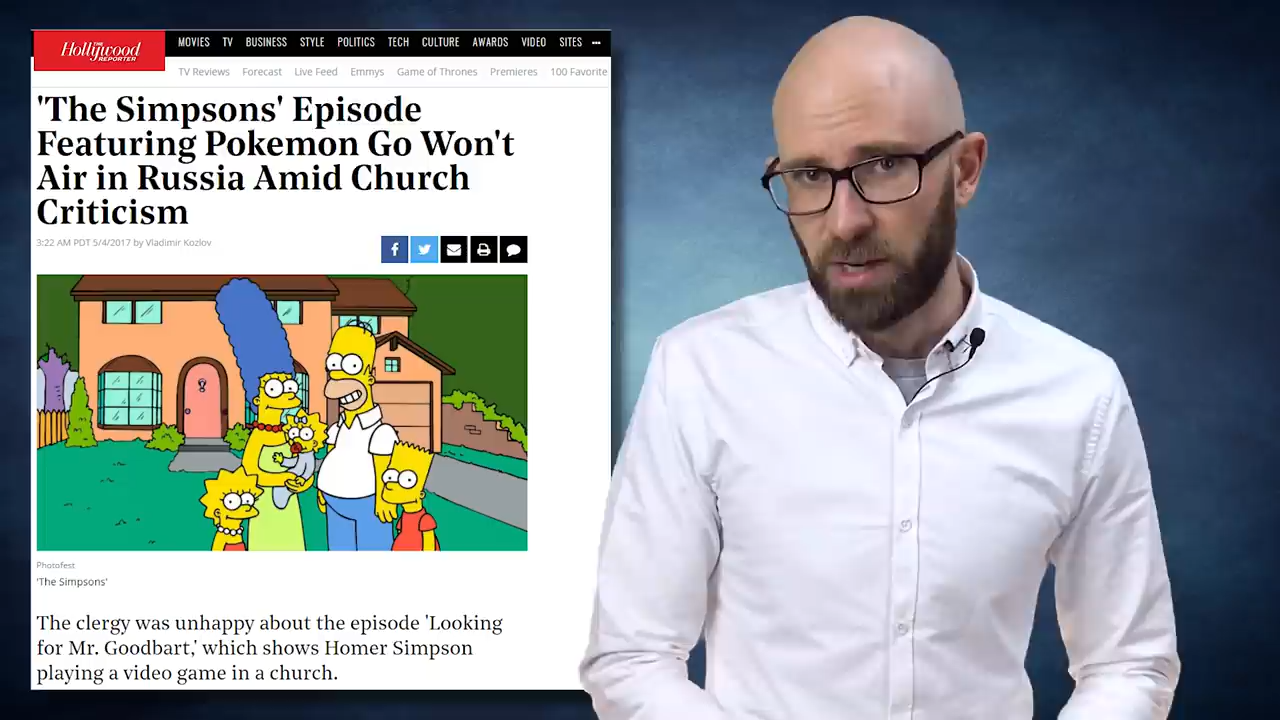 The Hollywood REPORTER
MOVIES TV BUSINESS STYLE POLITICS TECH CULTURE AWARDS VIDEO SITES •••
TV Reviews Forecast Live Feed Emmys Game of Thrones Premieres 100 Favorite
'The Simpsons' Episode
Featuring Pokemon Go Won't
Air in Russia Amid Church
Criticism
3:22 AM PDT 5/4/2017 by Vladimir Kozlov
Photofest
'The Simpsons'
The clergy was unhappy about the episode 'Looking
for Mr. Goodbart,' which shows Homer Simpson
playing a video game in a church.